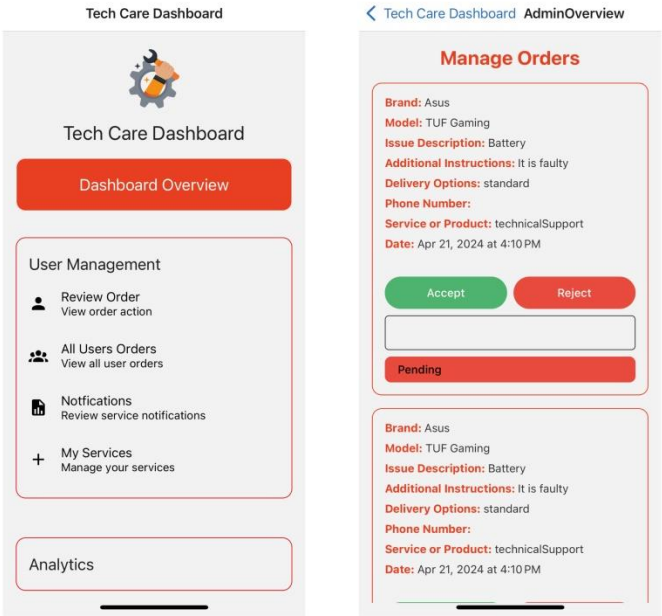 Tech Care Dashboard
Tech Care Dashboard
Dashboard Overview
User Management
Review Order
View order action
All Users Orders
View all user orders
Notfications
Review service notifications
My Services
Manage your services
Analytics
Tech Care Dashboard AdminOverview
Manage Orders
Brand: Asus
Model: TUF Gaming
Issue Description: Battery
Additional Instructions: It is faulty
Delivery Options: standard
Phone Number:
Service or Product: technicalSupport
Date: Apr 21, 2024 at 4:10 PM
Accept Reject
Pending
Brand: Asus
Model: TUF Gaming
Issue Description: Battery
Additional Instructions: It is faulty
Delivery Options: standard
Phone Number:
Service or Product: technicalSupport
Date: Apr 21, 2024 at 4:10 PM